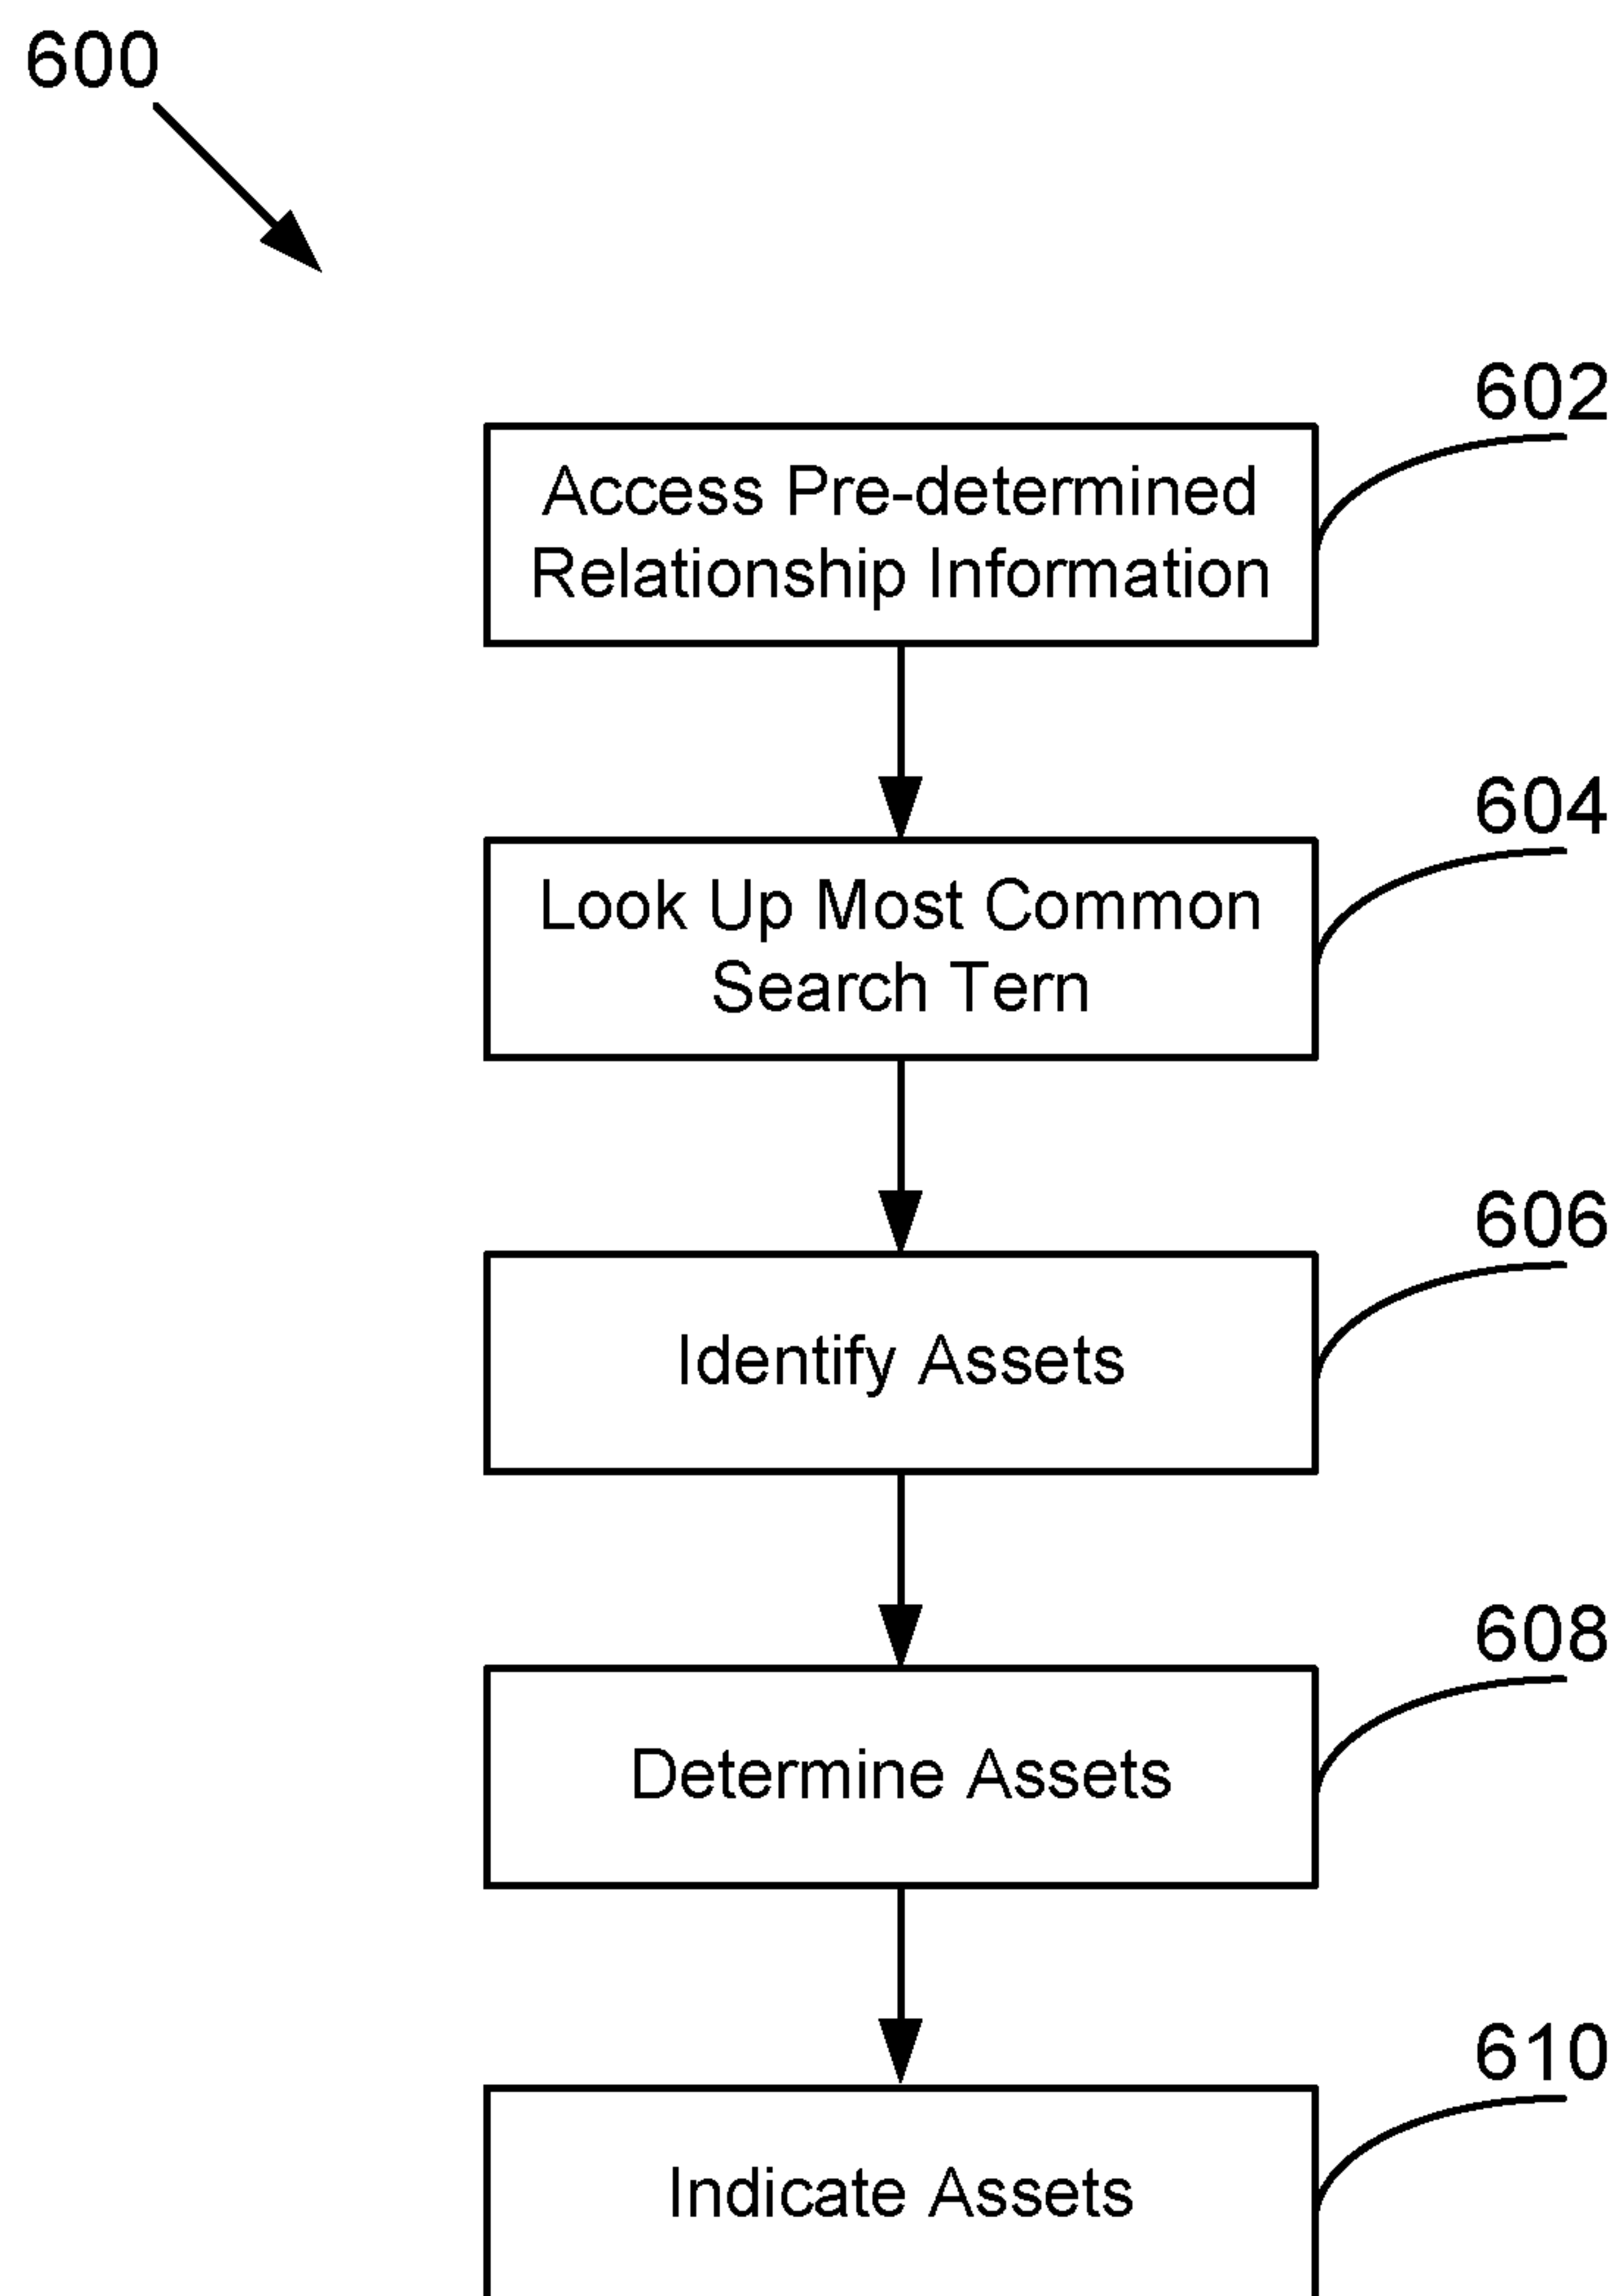 600
602
Access Pre-determined
Relationship Information
604
Look Up Most Common
Search Tern
606
Identify Assets
608
Determine Assets
610
Indicate Assets